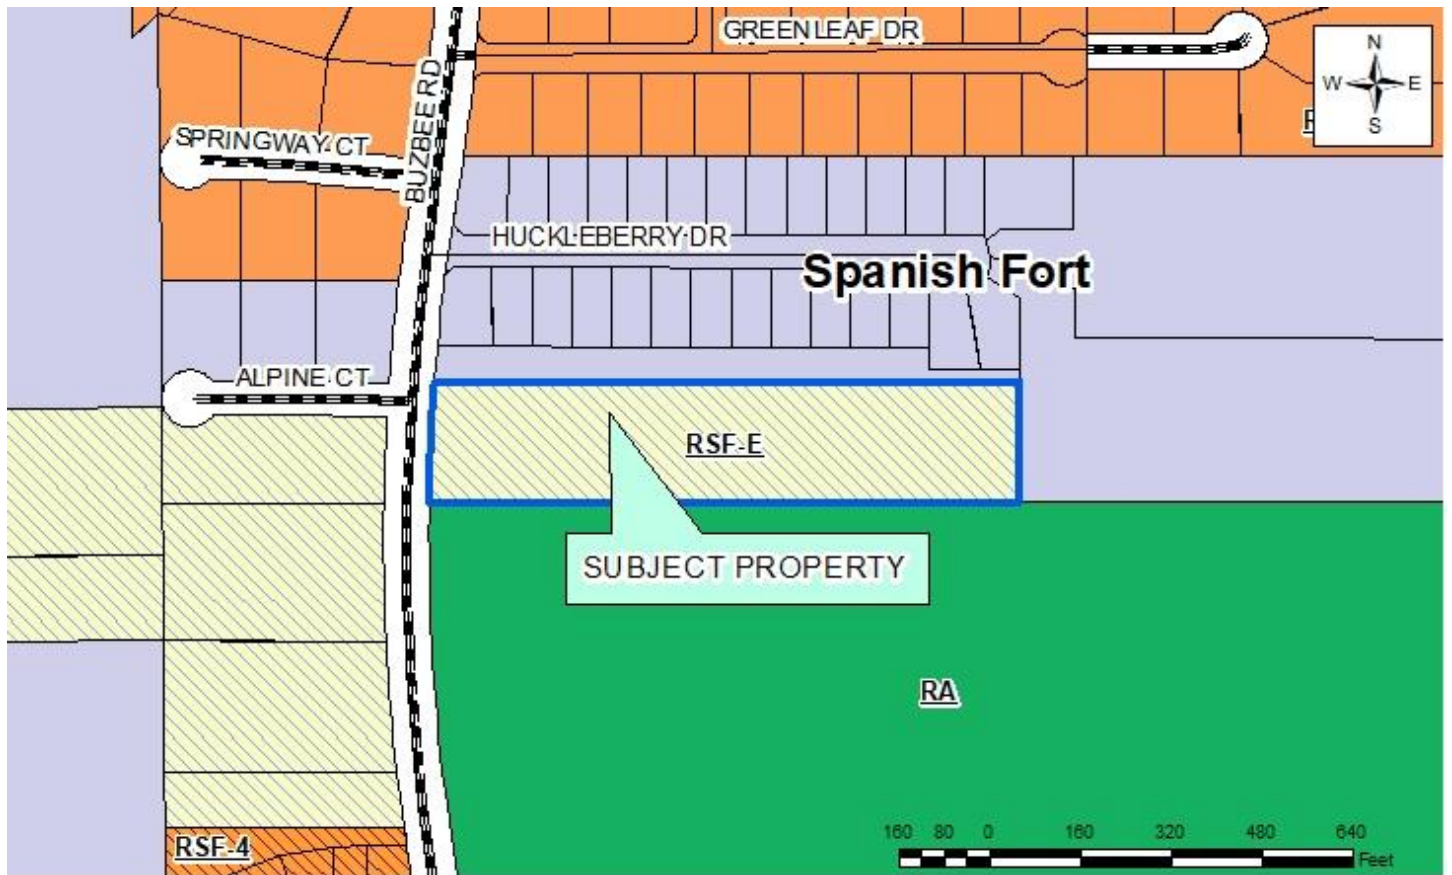 GREENLEAF DR
N
W E
S
R
BUZBEE RD
SPRINGWAY CT
HUCKLEBERRY DR
Spanish Fort
ALPINE CT
RSF-E
SUBJECT PROPERTY
RA
RSF-4
160 80 0 160 320 480 640
Feet